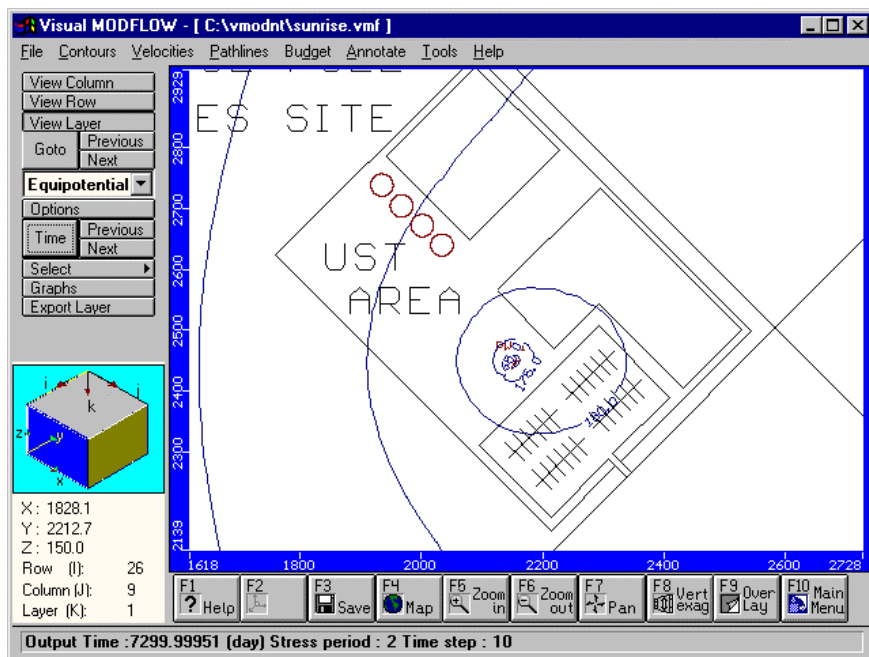 Visual MODFLOW - [ C:\vmodnt\sunrise.vmf ]
File Contours Velocities Pathlines Budget Annotate Tools Help
View Column
View Row
View Layer
Goto Previous
Next
Equipotential
Options
Time Previous
Next
Select
Graphs
Export Layer
ES SITE
UST
AREA
176.0
2929
2800
2700
2600
2500
2400
2300
2139
1618 1800 2000 2200 2400 2600 2728
i j
k
z
y
x
X : 1828.1
Y : 2212.7
Z : 150.0
Row (I): 26
Column (J): 9
Layer (K): 1
F1 ? Help
F2
F3 Save
F4 Map
F5 Zoom in
F6 Zoom out
F7 Pan
F8 Vert exag
F9 Over Lay
F10 Main Menu
Output Time :7299.99951 (day) Stress period : 2 Time step : 10